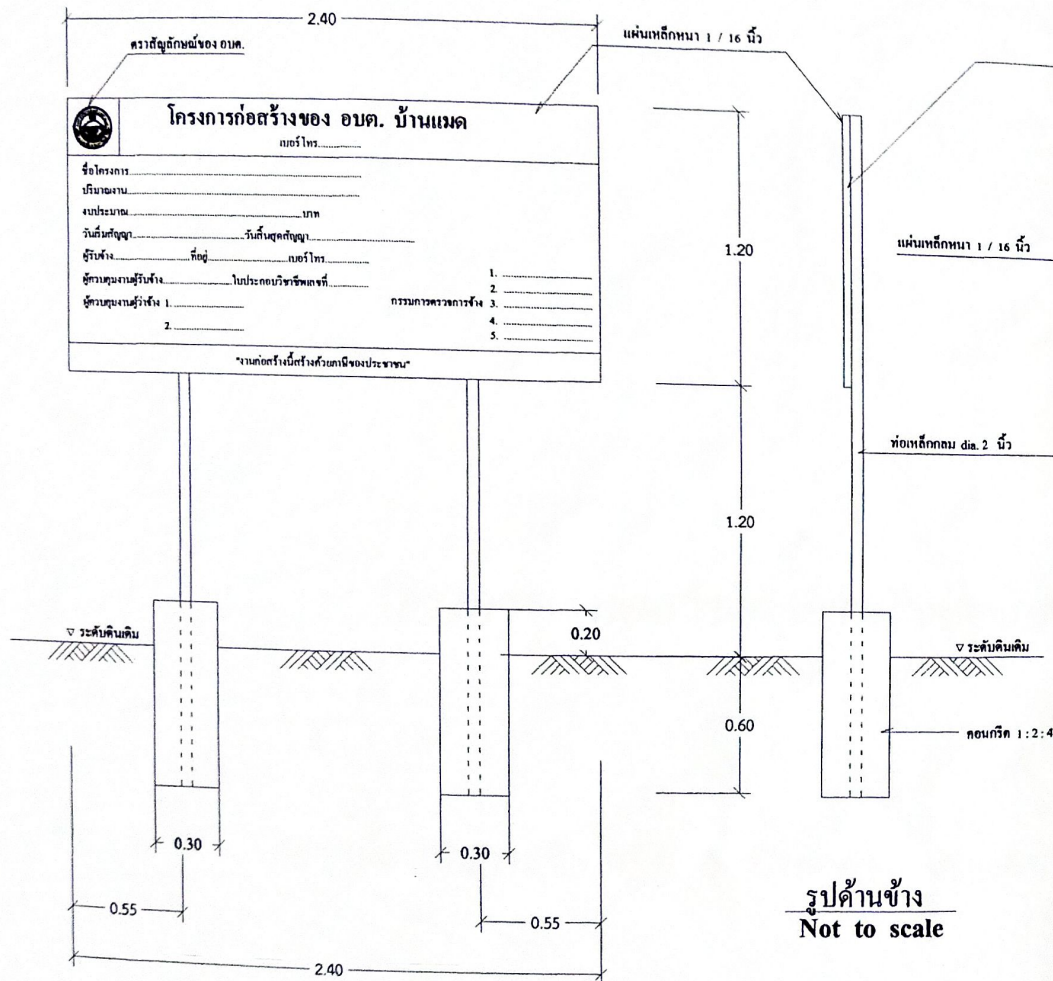 2.40
ตราสัญลักษณ์ของ อบต.
แผ่นเหล็กหนา 1 / 16 นิ้ว
โครงการก่อสร้างของ อบต. บ้านแมด
เบอร์โทร..............
ชื่อโครงการ..............
ปริมาณงาน..............
งบประมาณ.............. บาท
วันเริ่มสัญญา..............วันสิ้นสุดสัญญา..............
ผู้รับจ้าง..............ที่อยู่..............เบอร์โทร..............
ผู้ควบคุมงานผู้รับจ้าง..............ใบประกอบวิชาชีพเลขที่..............
ผู้ควบคุมงานผู้ว่าจ้าง 1. ..............
2. ..............
กรรมการตรวจการจ้าง
1. ..............
2. ..............
3. ..............
4. ..............
5. ..............
"งานก่อสร้างนี้สร้างด้วยภาษีของประชาชน"
1.20
แผ่นเหล็กหนา 1 / 16 นิ้ว
ท่อเหล็กกลม dia. 2 นิ้ว
1.20
0.20
▽ ระดับดินเดิม
▽ ระดับดินเดิม
0.60
คอนกรีต 1:2:4
0.30
0.30
0.55
0.55
2.40
รูปด้านข้าง
Not to scale